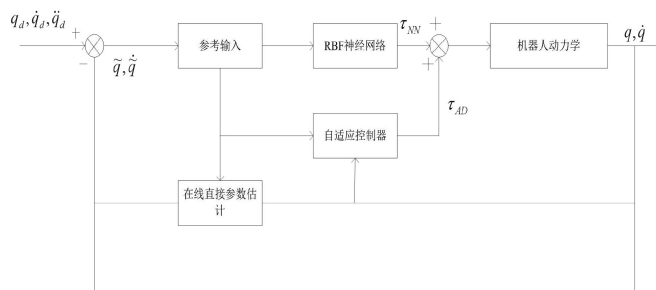 q_d, q̇_d, q̈_d
+
−
q̃, q̃̇
参考输入
RBF神经网络
τ_NN
+
+
机器人动力学
q, q̇
τ_AD
自适应控制器
在线直接参数估
计